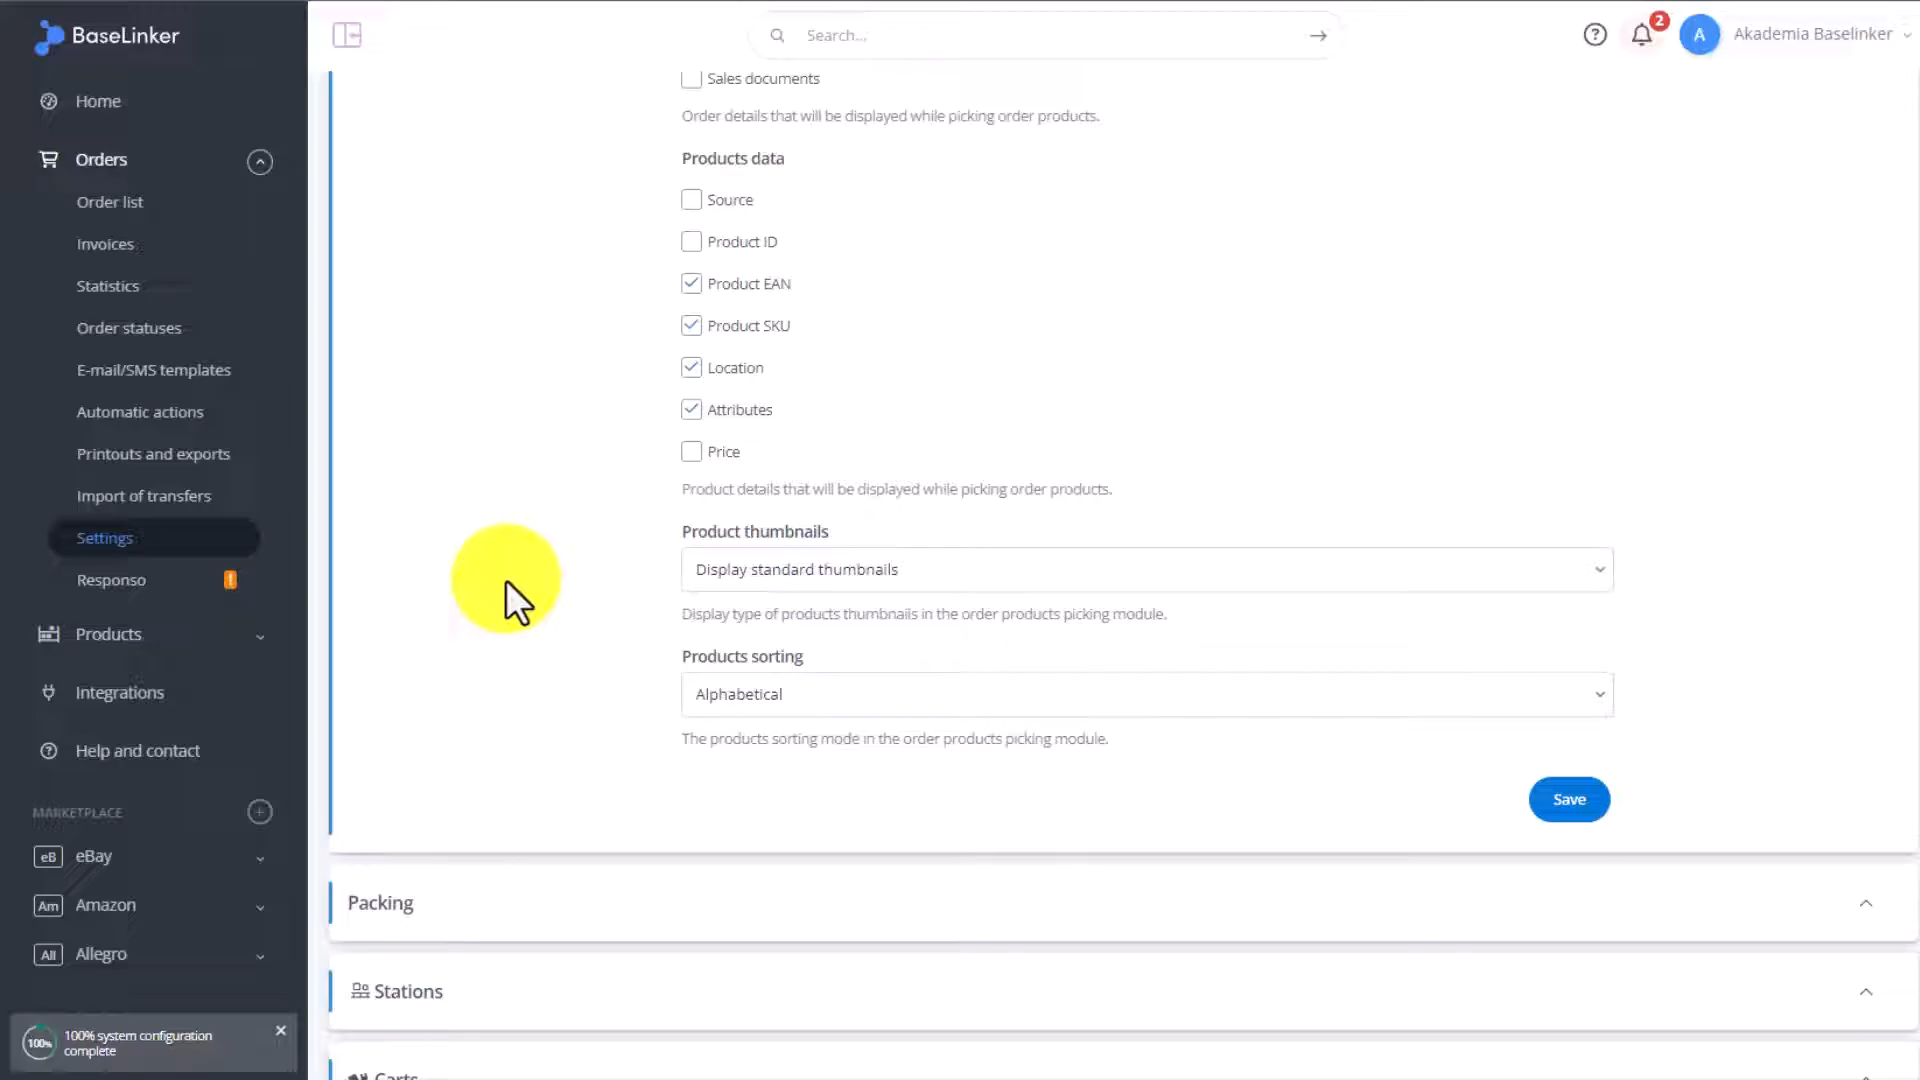 BaseLinker
Search...
2
A
Akademia Baselinker
Home
Orders
Order list
Invoices
Statistics
Order statuses
E-mail/SMS templates
Automatic actions
Printouts and exports
Import of transfers
Settings
Responso
!
Products
Integrations
Help and contact
MARKETPLACE
eB eBay
Am Amazon
All Allegro
100%
100% system configuration
complete
Sales documents
Order details that will be displayed while picking order products.
Products data
Source
Product ID
Product EAN
Product SKU
Location
Attributes
Price
Product details that will be displayed while picking order products.
Product thumbnails
Display standard thumbnails
Display type of products thumbnails in the order products picking module.
Products sorting
Alphabetical
The products sorting mode in the order products picking module.
Save
Packing
Stations
Carts